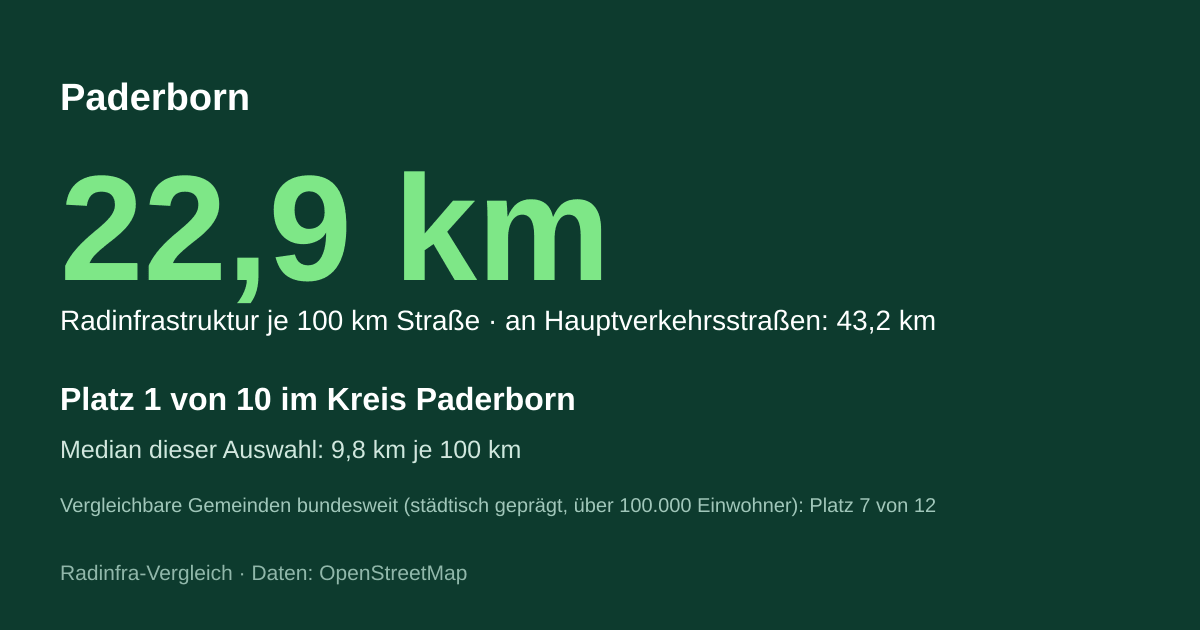 Paderborn
22,9 km
Radinfrastruktur je 100 km Straße · an Hauptverkehrsstraßen: 43,2 km
Platz 1 von 10 im Kreis Paderborn
Median dieser Auswahl: 9,8 km je 100 km
Vergleichbare Gemeinden bundesweit (städtisch geprägt, über 100.000 Einwohner): Platz 7 von 12
Radinfra-Vergleich · Daten: OpenStreetMap